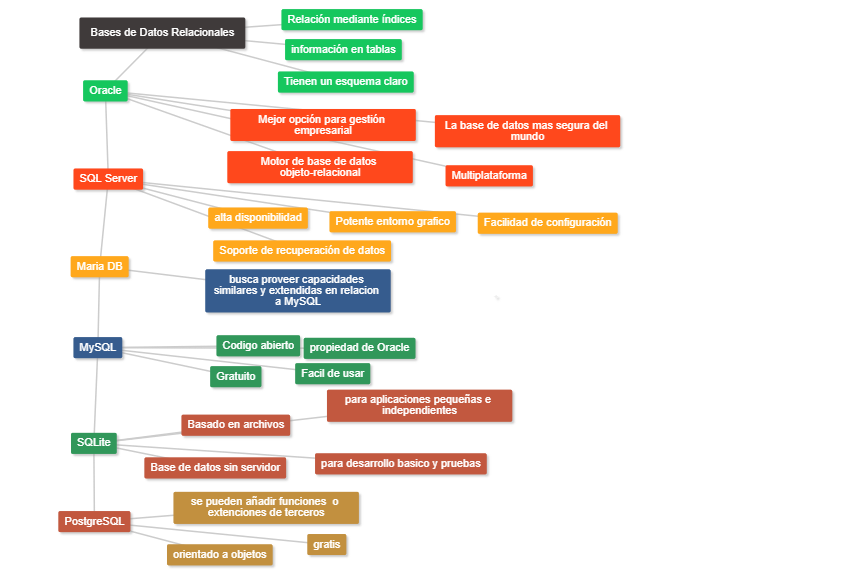 Bases de Datos Relacionales
Relación mediante índices
información en tablas
Tienen un esquema claro
Oracle
Mejor opción para gestión
empresarial
La base de datos mas segura del
mundo
Motor de base de datos
objeto-relacional
Multiplataforma
SQL Server
alta disponibilidad
Potente entorno grafico
Facilidad de configuración
Soporte de recuperación de datos
Maria DB
busca proveer capacidades
similares y extendidas en relacion
a MySQL
MySQL
Codigo abierto
propiedad de Oracle
Gratuito
Facil de usar
SQLite
para aplicaciones pequeñas e
independientes
Basado en archivos
Base de datos sin servidor
para desarrollo basico y pruebas
PostgreSQL
se pueden añadir funciones o
extenciones de terceros
gratis
orientado a objetos